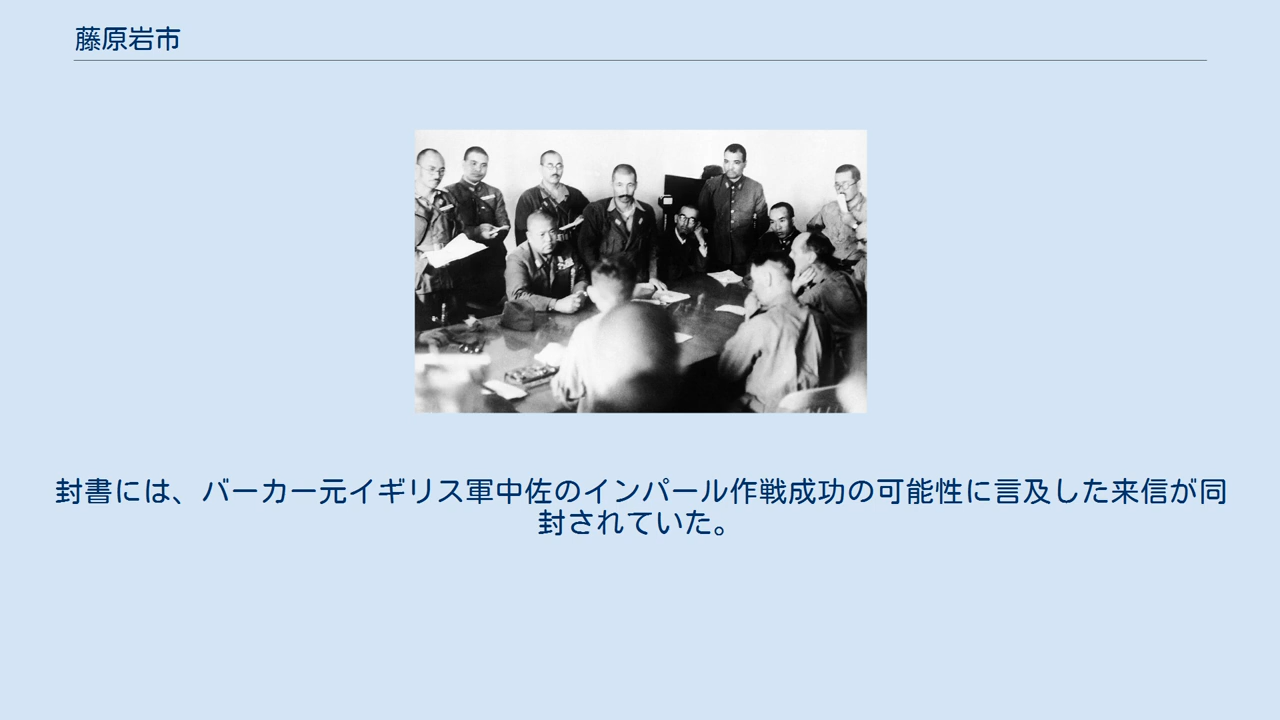 藤原岩市
封書には、バーカー元イギリス軍中佐のインパール作戦成功の可能性に言及した来信が同
封されていた。